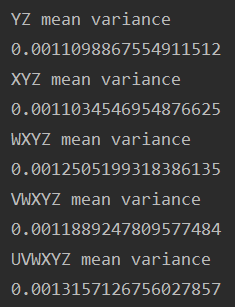 YZ mean variance
0.0011098867554911512
XYZ mean variance
0.0011034546954876625
WXYZ mean variance
0.0012505199318386135
VWXYZ mean variance
0.0011889247809577484
UVWXYZ mean variance
0.0013157126756027857